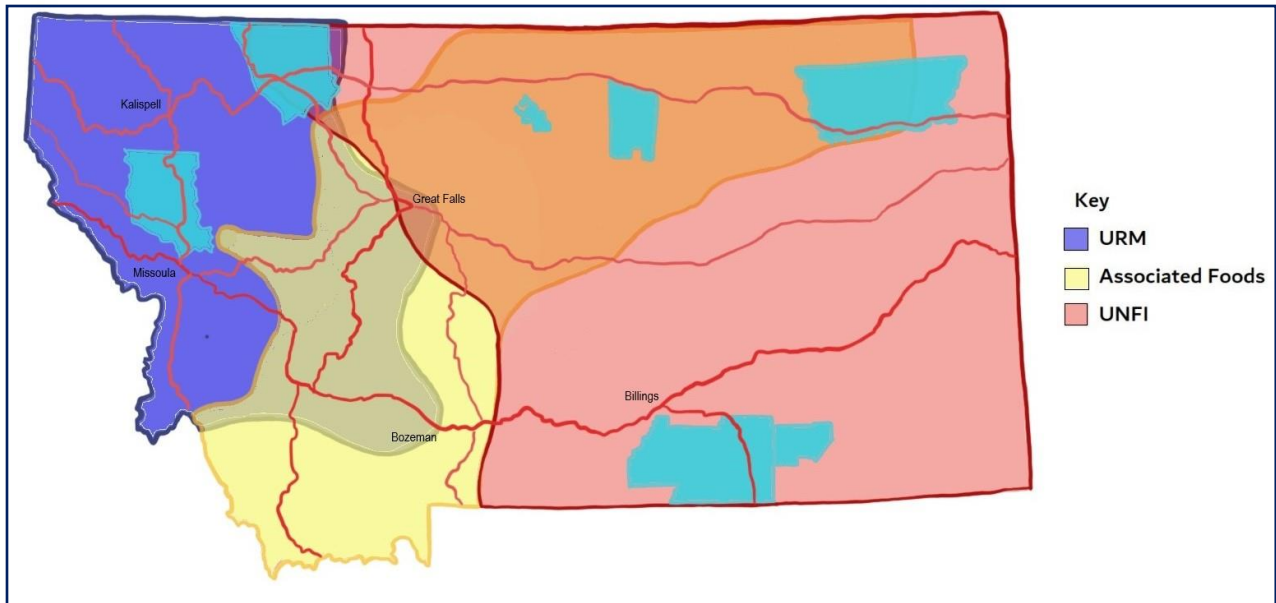 Kalispell
Great Falls
Missoula
Billings
Bozeman
Key
URM
Associated Foods
UNFI